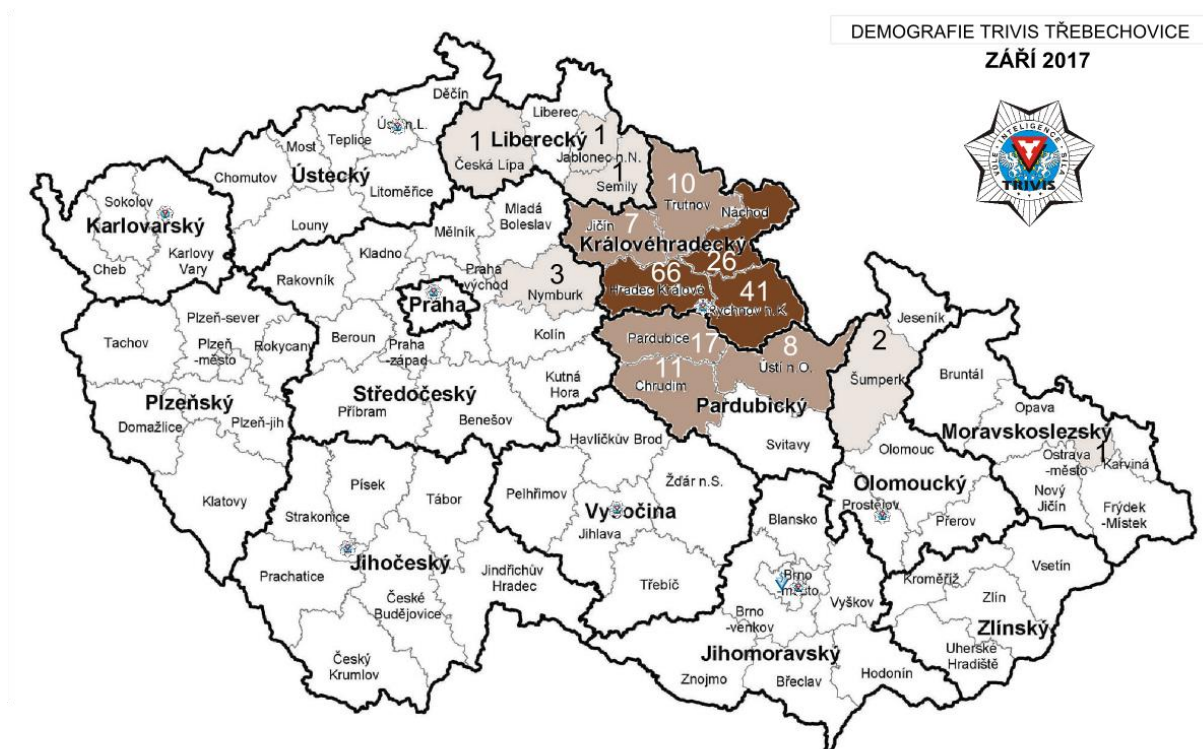 DEMOGRAFIE TRIVIS TŘEBECHOVICE
ZÁŘÍ 2017
VŮLE INTELIGENCE SÍLA
TRIVIS
Děčín
Liberec
Ústí n.L.
Teplice
Most
Chomutov
Ústecký
Litoměřice
Louny
1
Česká Lípa
Liberecký
1
Jablonec n.N.
1
Semily
Sokolov
Karlovarský
Cheb
Karlovy
Vary
10
Trutnov
Náchod
7
Jičín
Královéhradecký
26
66
Hradec Králové
41
Rychnov n.K.
Mladá
Boleslav
Mělník
Kladno
Rakovník
Praha
-východ
3
Nymburk
Praha
Kolín
Beroun
Praha
-západ
Středočeský
Kutná
Hora
Příbram
Benešov
Plzeň-sever
Tachov
Plzeň
-město
Rokycany
Plzeňský
Domažlice
Plzeň-jih
Klatovy
Pardubice
17
8
Ústí n O.
11
Chrudim
Pardubický
Svitavy
2
Šumperk
Jeseník
Bruntál
Opava
Moravskoslezský
Ostrava
-město
1
Karviná
Nový
Jičín
Frýdek
-Místek
Olomouc
Olomoucký
Prostějov
Přerov
Havlíčkův Brod
Pelhřimov
Žďár n.S.
Vysočina
Jihlava
Třebíč
Písek
Tábor
Strakonice
Jihočeský
Prachatice
České
Budějovice
Jindřichův
Hradec
Český
Krumlov
Blansko
Brno
-město
Brno
-venkov
Vyškov
Jihomoravský
Znojmo
Břeclav
Hodonín
Kroměříž
Vsetín
Zlín
Zlínský
Uherské
Hradiště